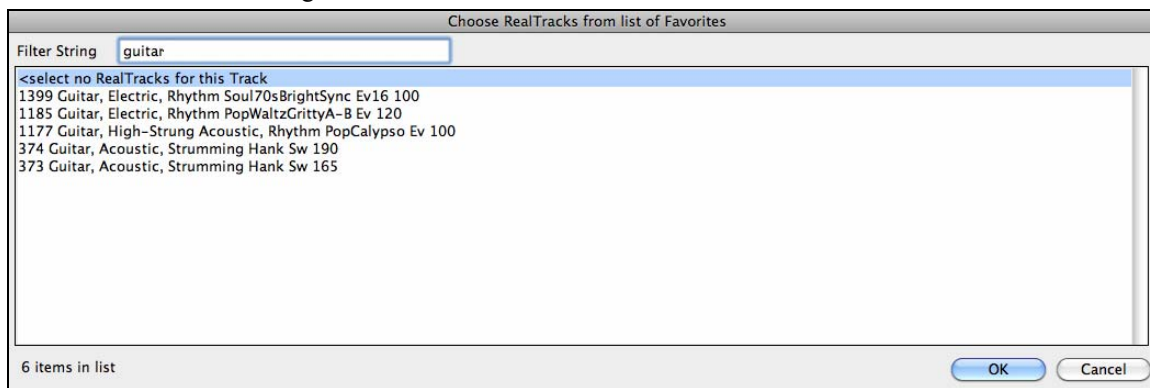 Choose RealTracks from list of Favorites
Filter String guitar
<select no RealTracks for this Track
1399 Guitar, Electric, Rhythm Soul70sBrightSync Ev16 100
1185 Guitar, Electric, Rhythm PopWaltzGrittyA-B Ev 120
1177 Guitar, High-Strung Acoustic, Rhythm PopCalypso Ev 100
374 Guitar, Acoustic, Strumming Hank Sw 190
373 Guitar, Acoustic, Strumming Hank Sw 165
6 items in list OK Cancel